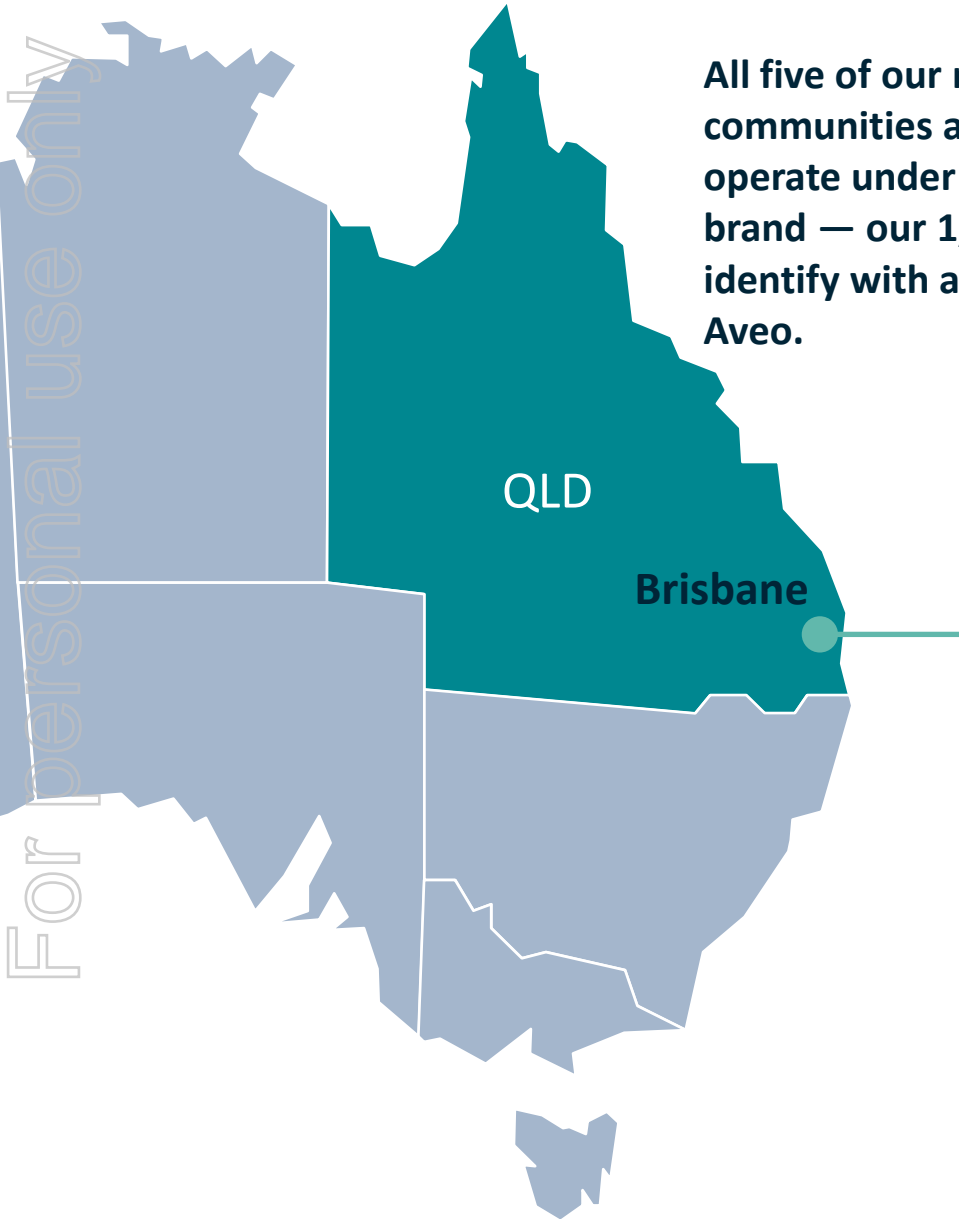 All five of our
communities
operate under
brand — our 1,
identify with a
Aveo.
QLD
Brisbane
For personal use only